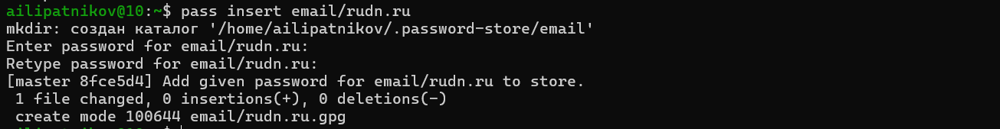 ailipatnikov@10:~$ pass insert email/rudn.ru
mkdir: создан каталог '/home/ailipatnikov/.password-store/email'
Enter password for email/rudn.ru:
Retype password for email/rudn.ru:
[master 8fce5d4] Add given password for email/rudn.ru to store.
 1 file changed, 0 insertions(+), 0 deletions(-)
 create mode 100644 email/rudn.ru.gpg